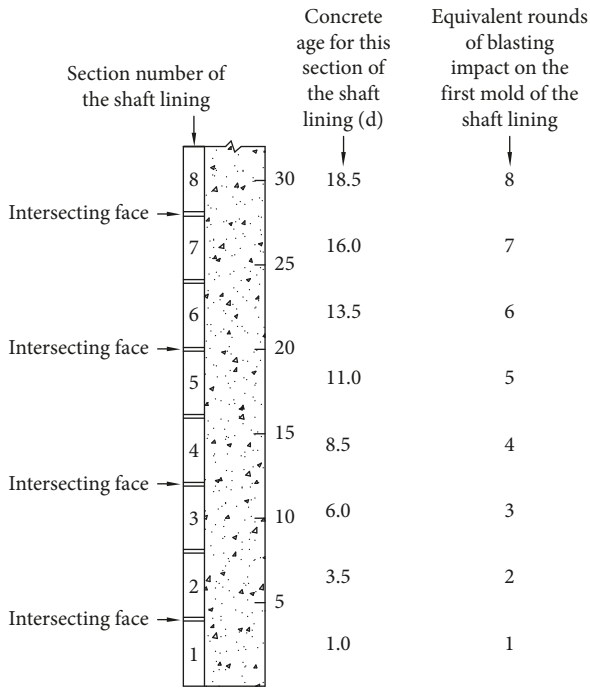 Section number of
the shaft lining
Concrete
age for this
section of
the shaft
lining (d)
Equivalent rounds
of blasting
impact on the
first mold of the
shaft lining
8
30
18.5
8
Intersecting face
7
25
16.0
7
6
13.5
6
Intersecting face
20
5
11.0
5
15
4
8.5
4
Intersecting face
3
10
6.0
3
2
5
3.5
2
Intersecting face
1
1.0
1